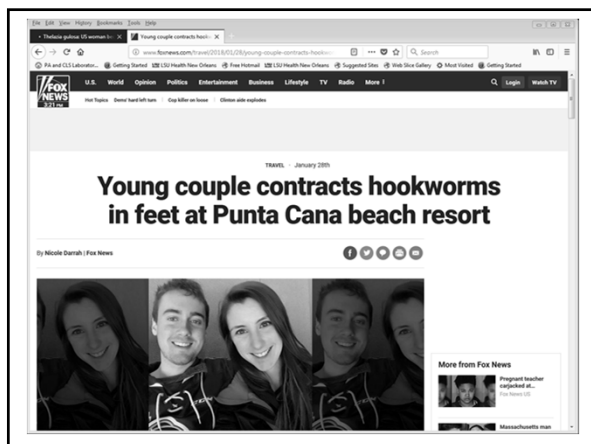 File Edit View History Bookmarks Tools Help
• Thelazia gulosa: US woman be X Young couple contracts hookw X +
www.foxnews.com/travel/2018/01/28/young-couple-contracts-hookw
Search
PA and CLS Laborator... Getting Started LSU Health New Orleans Free Hotmail LSU Health New Orleans Suggested Sites Web Slice Gallery Most Visited Getting Started
FOX
NEWS
3:21 PM
U.S. World Opinion Politics Entertainment Business Lifestyle TV Radio More
Login Watch TV
Hot Topics Dems' hard left turn Cop killer on loose Clinton aide explodes
TRAVEL · January 28th
Young couple contracts hookworms
in feet at Punta Cana beach resort
By Nicole Darrah | Fox News
More from Fox News
Pregnant teacher
carjacked at...
Fox News US
Massachusetts man